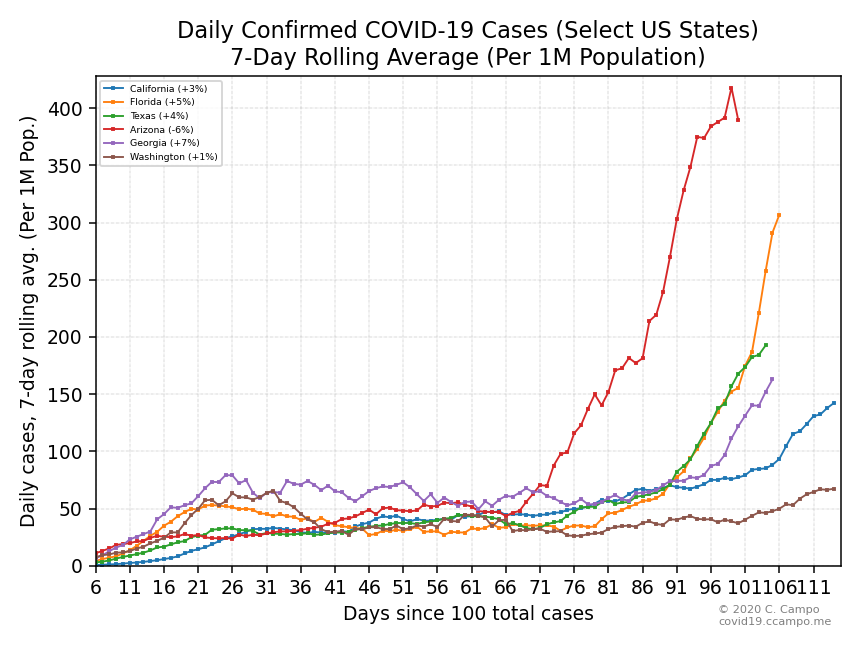 Daily Confirmed COVID-19 Cases (Select US States)
7-Day Rolling Average (Per 1M Population)
Daily cases, 7-day rolling avg. (Per 1M Pop.)
400
350
300
250
200
150
100
50
0
California (+3%)
Florida (+5%)
Texas (+4%)
Arizona (-6%)
Georgia (+7%)
Washington (+1%)
6 11 16 21 26 31 36 41 46 51 56 61 66 71 76 81 86 91 96 101 106 111
Days since 100 total cases
© 2020 C. Campo
covid19.ccampo.me